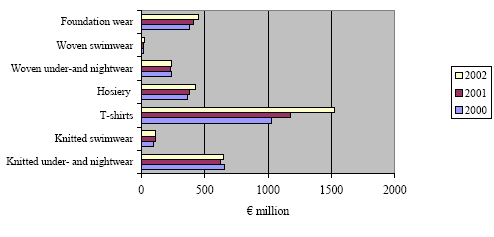 Foundation wear
Woven swimwear
Woven under-and nightwear
Hosiery
T-shirts
Knitted swimwear
Knitted under- and nightwear
0 500 1000 1500 2000
€ million
2002
2001
2000